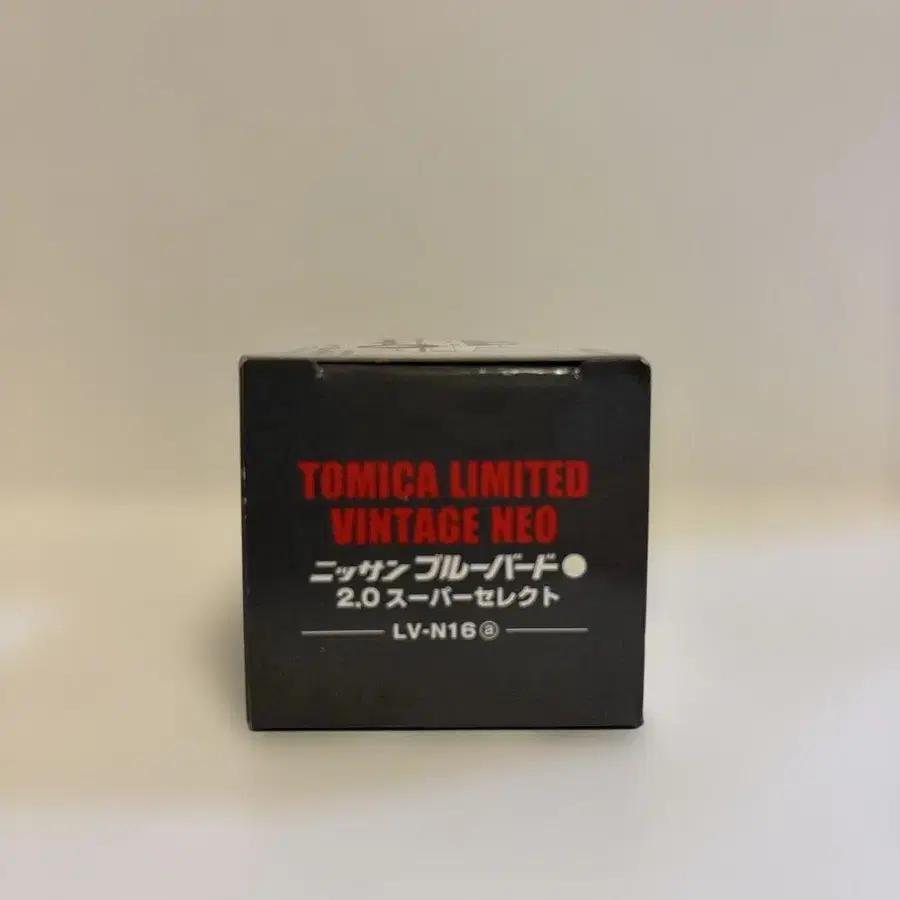 TOMICA LIMITED
VINTAGE NEO
ニッサン ブルーバード
2.0 スーパーセレクト
LV-N16ⓐ